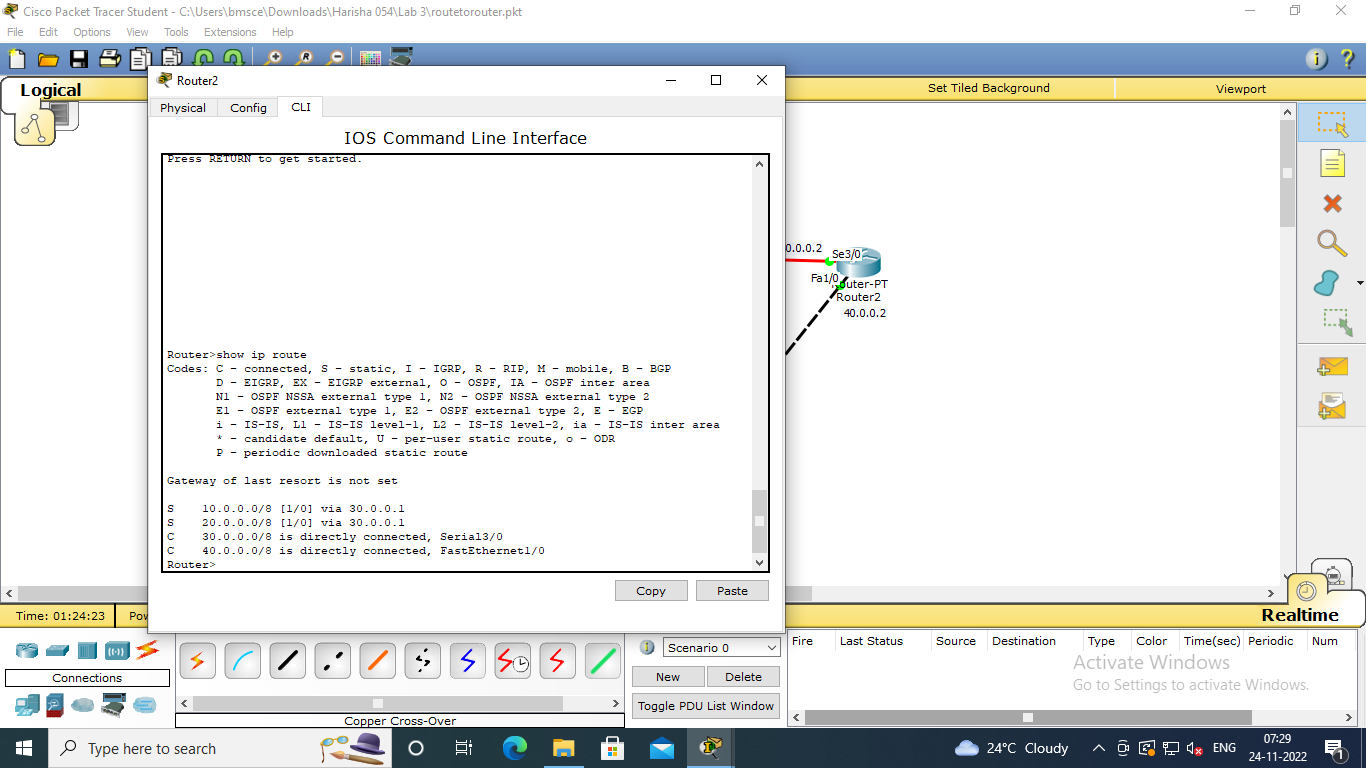 Cisco Packet Tracer Student - C:\Users\bmsce\Downloads\Harisha 054\Lab 3\routetorouter.pkt
File Edit Options View Tools Extensions Help
Logical
Set Tiled Background
Viewport
Router2
Physical Config CLI
IOS Command Line Interface
Press RETURN to get started.
Router>show ip route
Codes: C - connected, S - static, I - IGRP, R - RIP, M - mobile, B - BGP
D - EIGRP, EX - EIGRP external, O - OSPF, IA - OSPF inter area
N1 - OSPF NSSA external type 1, N2 - OSPF NSSA external type 2
E1 - OSPF external type 1, E2 - OSPF external type 2, E - EGP
i - IS-IS, L1 - IS-IS level-1, L2 - IS-IS level-2, ia - IS-IS inter area
* - candidate default, U - per-user static route, o - ODR
P - periodic downloaded static route
Gateway of last resort is not set
S 10.0.0.0/8 [1/0] via 30.0.0.1
S 20.0.0.0/8 [1/0] via 30.0.0.1
C 30.0.0.0/8 is directly connected, Serial3/0
C 40.0.0.0/8 is directly connected, FastEthernet1/0
Router>
Copy Paste
0.0.0.2
Se3/0
Fa1/0
outer-PT
Router2
40.0.0.2
Time: 01:24:23
Pow
Realtime
Connections
Copper Cross-Over
Scenario 0
New Delete
Toggle PDU List Window
Fire Last Status Source Destination Type Color Time(sec) Periodic Num
Activate Windows
Go to Settings to activate Windows.
Type here to search
24°C Cloudy
ENG
07:29
24-11-2022
1